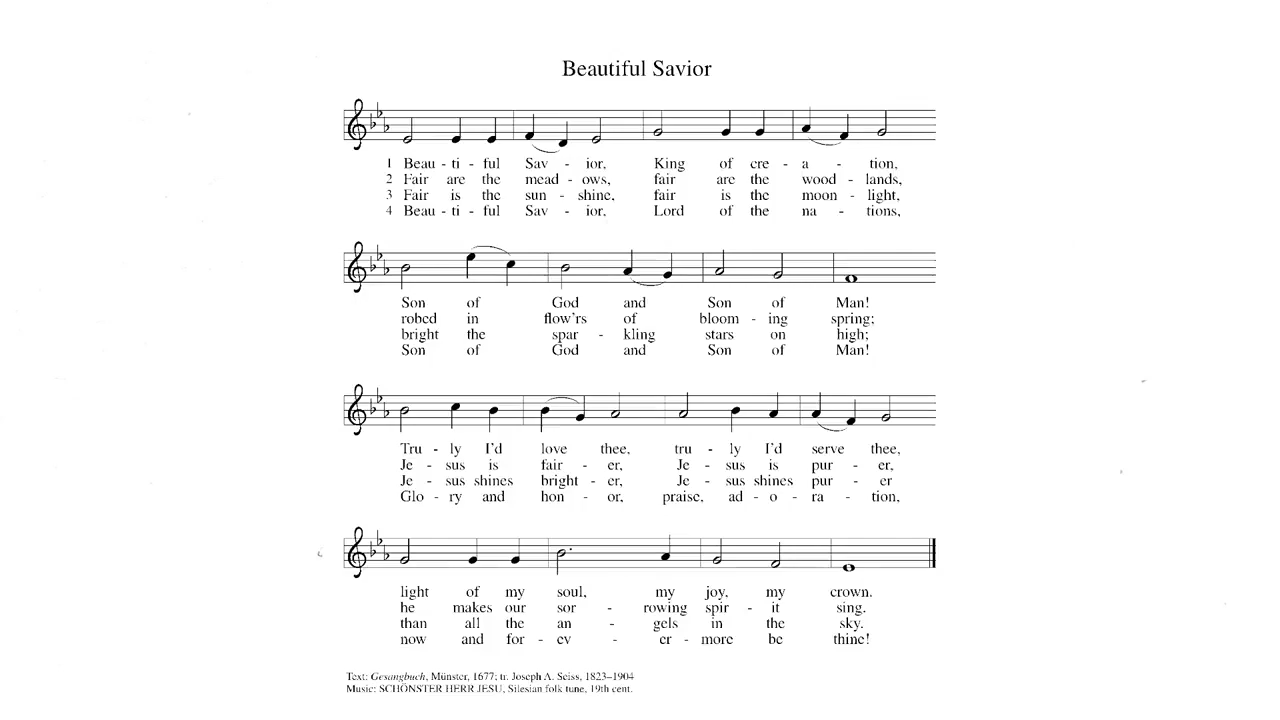 Beautiful Savior
1 Beau - ti - ful Sav - ior, King of cre - a - tion,
2 Fair are the mead - ows, fair are the wood - lands,
3 Fair is the sun - shine, fair is the moon - light,
4 Beau - ti - ful Sav - ior, Lord of the na - tions,
Son of God and Son of Man!
robed in flow'rs of bloom - ing spring;
bright the spar - kling stars on high;
Son of God and Son of Man!
Tru - ly I'd love thee, tru - ly I'd serve thee,
Je - sus is fair - er, Je - sus is pur - er,
Je - sus shines bright - er, Je - sus shines pur - er
Glo - ry and hon - or, praise, ad - o - ra - tion,
light of my soul, my joy, my crown.
he makes our sor - rowing spir - it sing.
than all the an - gels in the sky.
now and for - ev - er - more be thine!
Text: Gesangbuch, Münster, 1677; tr. Joseph A. Seiss, 1823–1904
Music: SCHÖNSTER HERR JESU, Silesian folk tune, 19th cent.